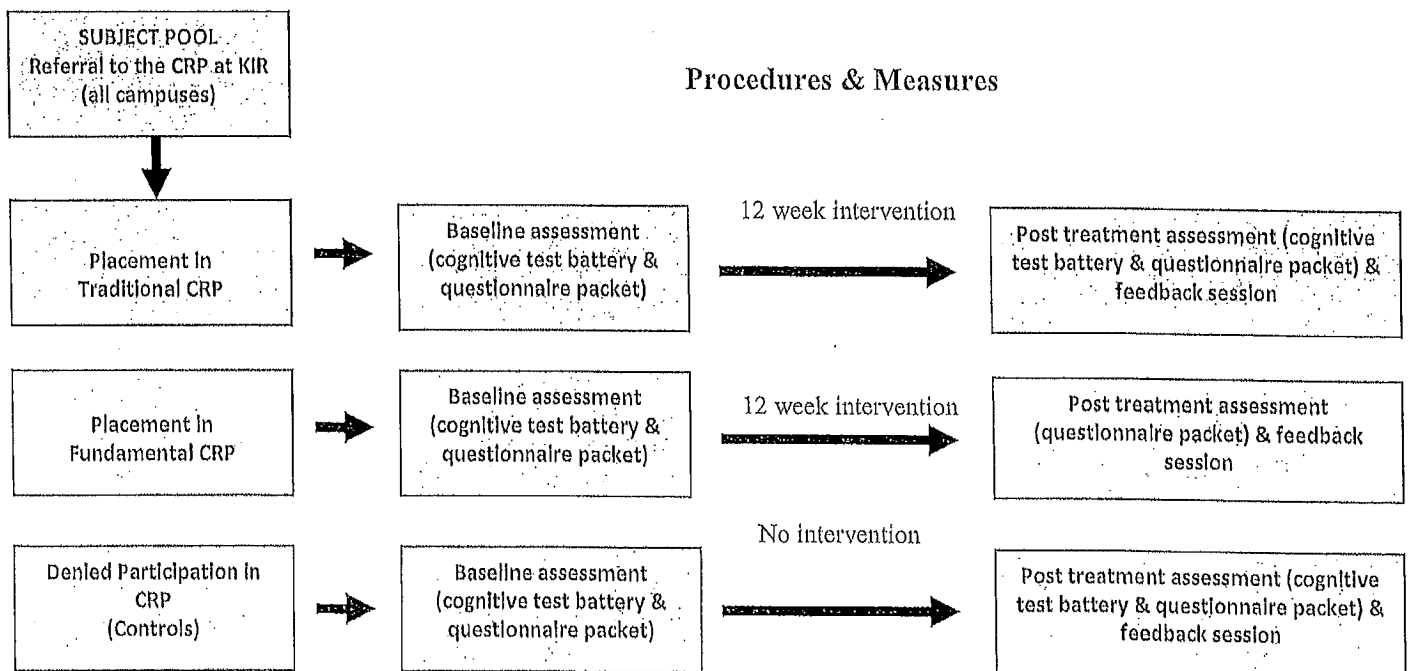 SUBJECT POOL
Referral to the CRP at KIR
(all campuses)
Procedures & Measures
Placement in
Traditional CRP
Baseline assessment
(cognitive test battery &
questionnaire packet)
12 week intervention
Post treatment assessment (cognitive
test battery & questionnaire packet) &
feedback session
Placement in
Fundamental CRP
Baseline assessment
(cognitive test battery &
questionnaire packet)
12 week intervention
Post treatment assessment
(questionnaire packet) & feedback
session
Denied Participation in
CRP
(Controls)
Baseline assessment
(cognitive test battery &
questionnaire packet)
No intervention
Post treatment assessment (cognitive
test battery & questionnaire packet) &
feedback session